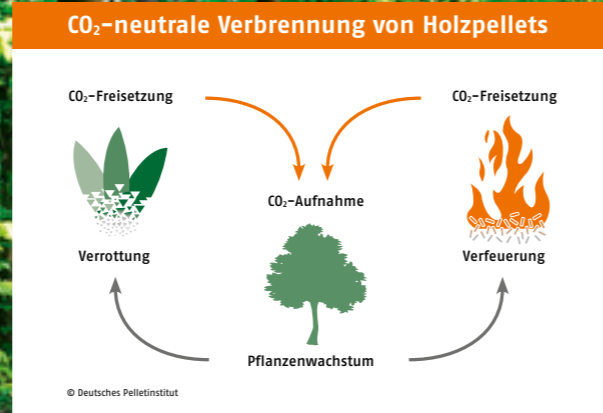 CO₂-neutrale Verbrennung von Holzpellets
CO₂-Freisetzung
CO₂-Freisetzung
CO₂-Aufnahme
Verrottung
Verfeuerung
Pflanzenwachstum
© Deutsches Pelletinstitut